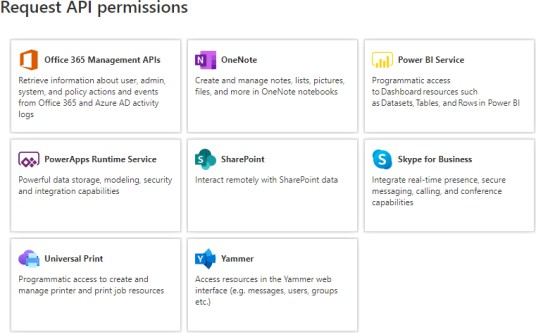 Request API permissions
Office 365 Management APIs
Retrieve information about user, admin,
system, and policy actions and events
from Office 365 and Azure AD activity
logs
OneNote
Create and manage notes, lists, pictures,
files, and more in OneNote notebooks
Power BI Service
Programmatic access
to Dashboard resources such
as Datasets, Tables, and Rows in Power BI
PowerApps Runtime Service
Powerful data storage, modeling, security
and integration capabilities
SharePoint
Interact remotely with SharePoint data
Skype for Business
Integrate real-time presence, secure
messaging, calling, and conference
capabilities
Universal Print
Programmatic access to create and
manage printer and print job resources
Yammer
Access resources in the Yammer web
interface (e.g. messages, users, groups
etc.)